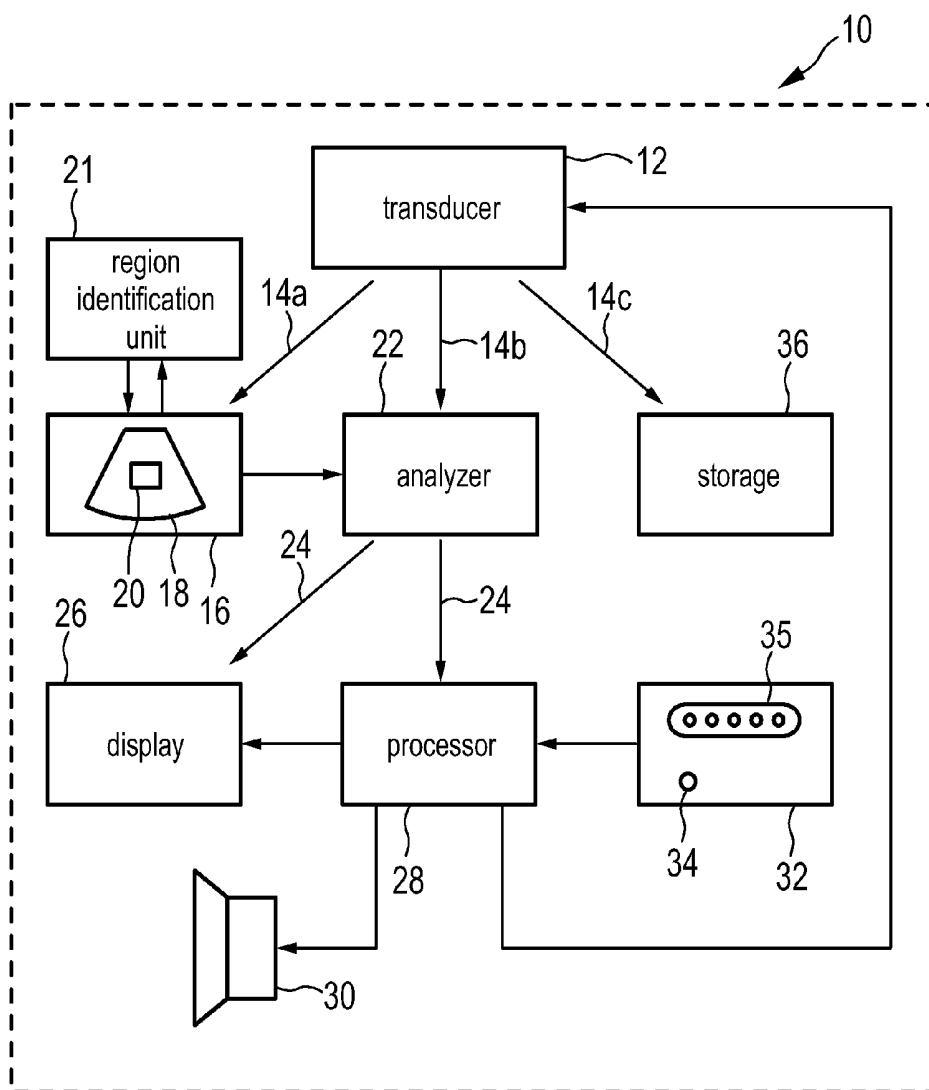 10
21
12
transducer
region
identification
unit
14a
14b
14c
22
36
analyzer
storage
20
18
16
24
24
26
35
display
processor
34
32
28
30